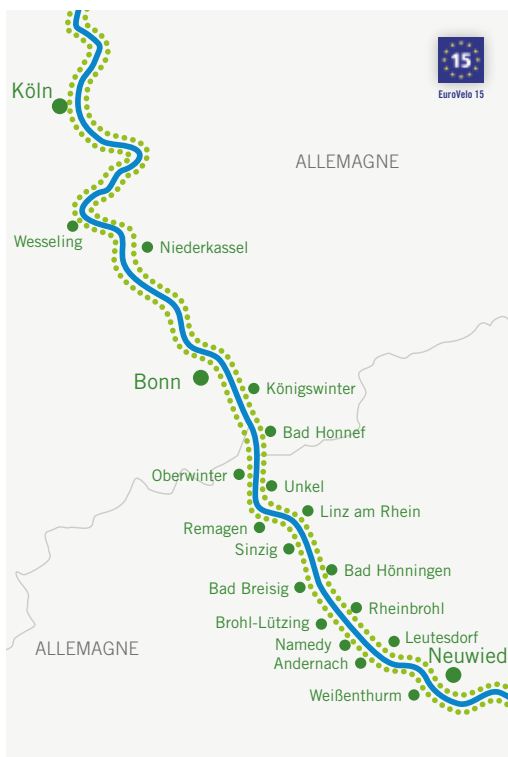 15
EuroVelo 15
Köln
ALLEMAGNE
Wesseling
Niederkassel
Bonn
Königswinter
Bad Honnef
Oberwinter
Unkel
Linz am Rhein
Remagen
Sinzig
Bad Hönningen
Bad Breisig
Rheinbrohl
Brohl-Lützing
Leutesdorf
Namedy
ALLEMAGNE
Neuwied
Andernach
Weißenthurm